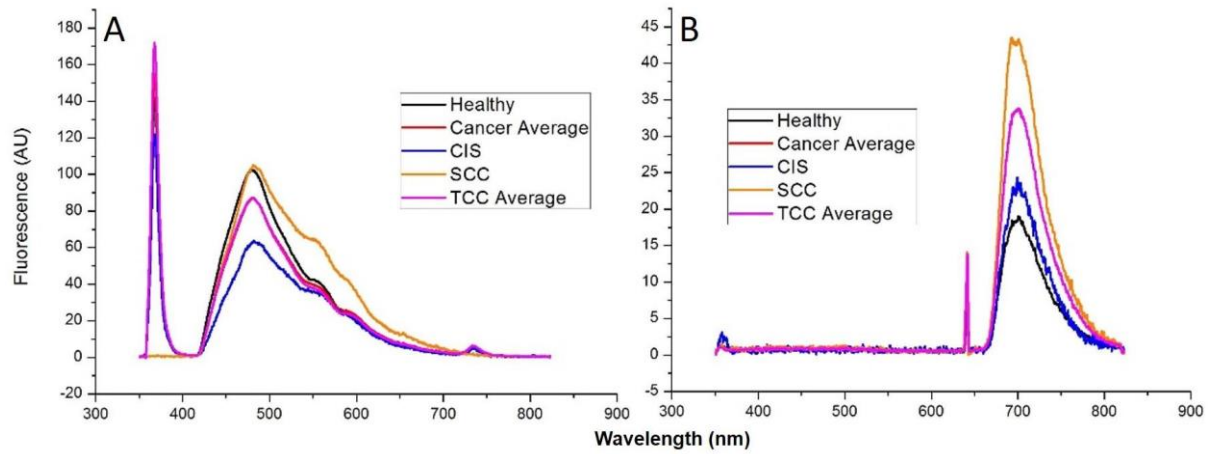 A
Fluorescence (AU)
180
160
140
120
100
80
60
40
20
0
-20
300 400 500 600 700 800 900
Healthy
Cancer Average
CIS
SCC
TCC Average
B
45
40
35
30
25
20
15
10
5
0
-5
300 400 500 600 700 800 900
Healthy
Cancer Average
CIS
SCC
TCC Average
Wavelength (nm)